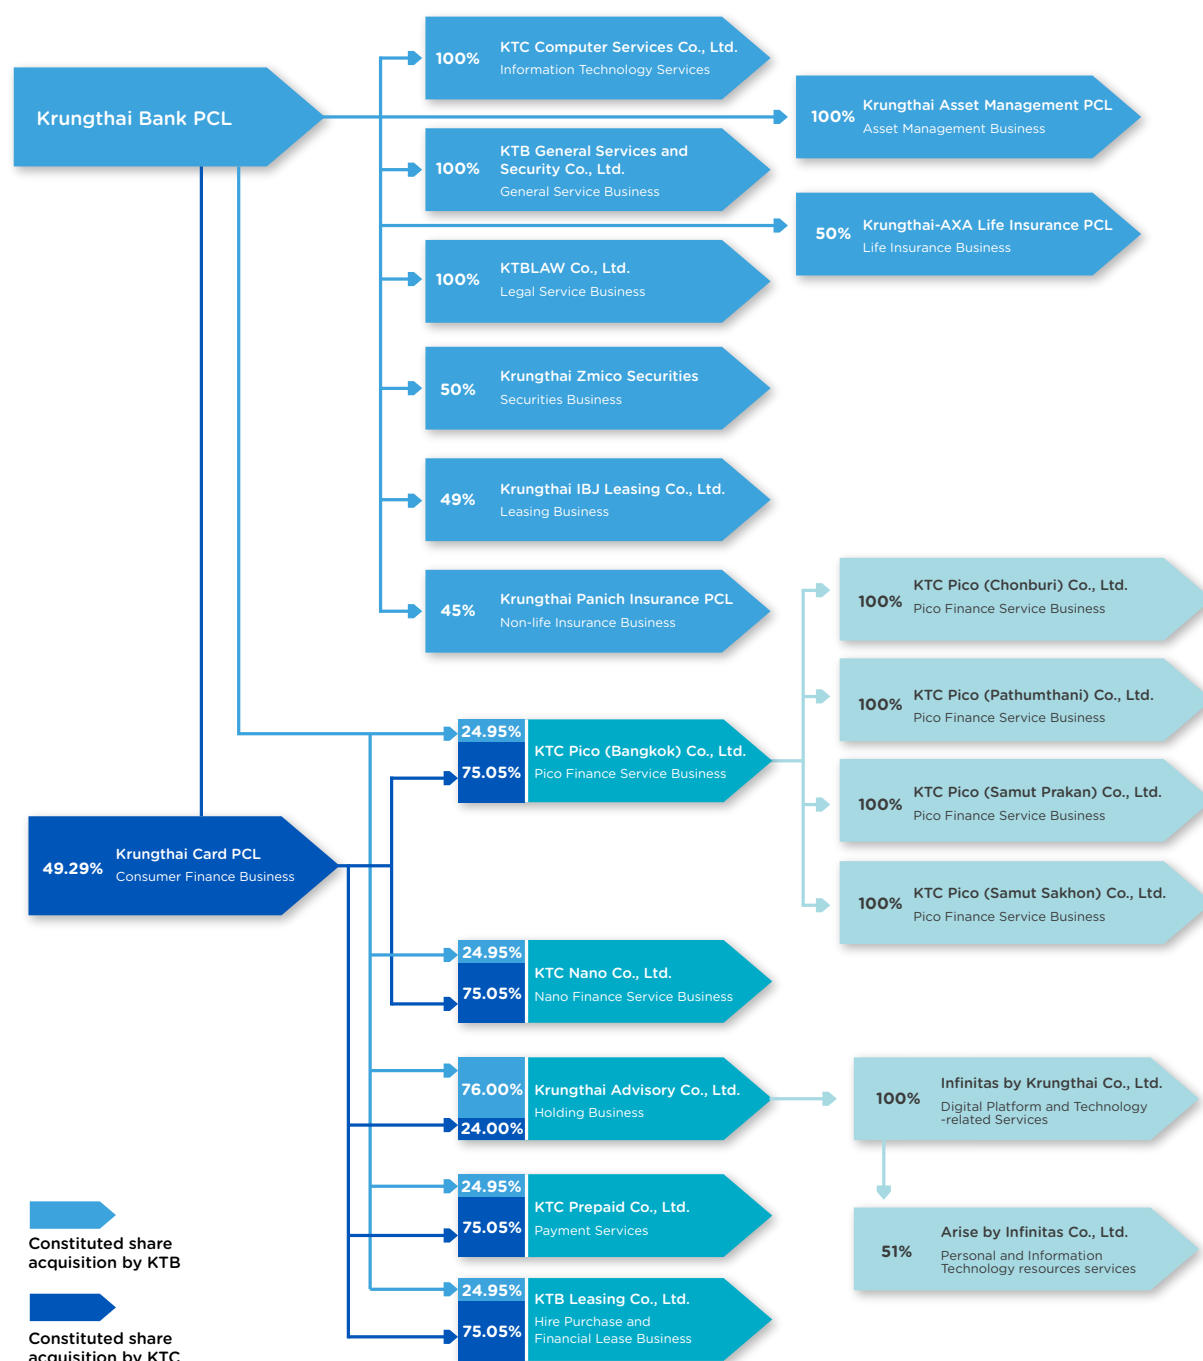 Krungthai Bank PCL
100%
KTC Computer Services Co., Ltd.
Information Technology Services
100%
Krungthai Asset Management PCL
Asset Management Business
100%
KTB General Services and
Security Co., Ltd.
General Service Business
50%
Krungthai-AXA Life Insurance PCL
Life Insurance Business
100%
KTBLAW Co., Ltd.
Legal Service Business
50%
Krungthai Zmico Securities
Securities Business
49%
Krungthai IBJ Leasing Co., Ltd.
Leasing Business
45%
Krungthai Panich Insurance PCL
Non-life Insurance Business
100%
KTC Pico (Chonburi) Co., Ltd.
Pico Finance Service Business
100%
KTC Pico (Pathumthani) Co., Ltd.
Pico Finance Service Business
24.95%
75.05%
KTC Pico (Bangkok) Co., Ltd.
Pico Finance Service Business
100%
KTC Pico (Samut Prakan) Co., Ltd.
Pico Finance Service Business
49.29%
Krungthai Card PCL
Consumer Finance Business
100%
KTC Pico (Samut Sakhon) Co., Ltd.
Pico Finance Service Business
24.95%
75.05%
KTC Nano Co., Ltd.
Nano Finance Service Business
76.00%
24.00%
Krungthai Advisory Co., Ltd.
Holding Business
100%
Infinitas by Krungthai Co., Ltd.
Digital Platform and Technology
-related Services
24.95%
75.05%
KTC Prepaid Co., Ltd.
Payment Services
51%
Arise by Infinitas Co., Ltd.
Personal and Information
Technology resources services
24.95%
75.05%
KTB Leasing Co., Ltd.
Hire Purchase and
Financial Lease Business
Constituted share
acquisition by KTB
Constituted share
acquisition by KTC